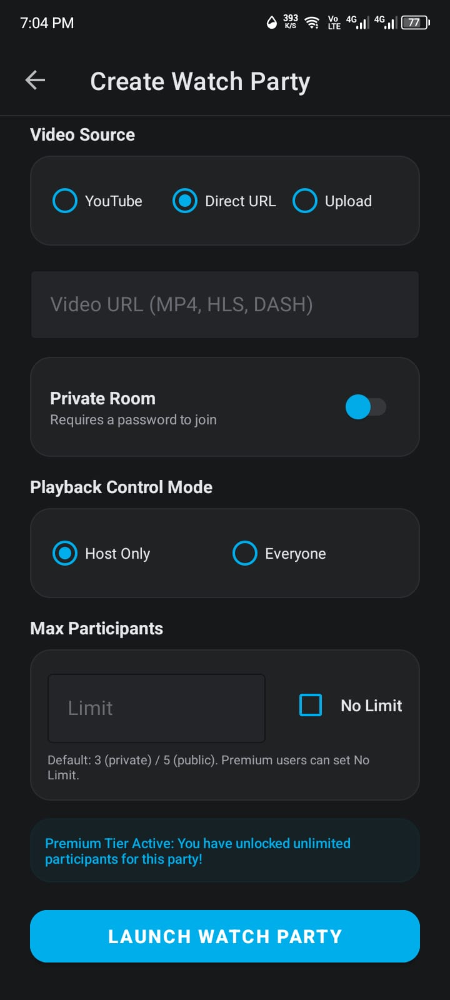 7:04 PM
393
K/S
Vo
LTE
4G
4G
77
Create Watch Party
Video Source
YouTube
Direct URL
Upload
Video URL (MP4, HLS, DASH)
Private Room
Requires a password to join
Playback Control Mode
Host Only
Everyone
Max Participants
Limit
No Limit
Default: 3 (private) / 5 (public). Premium users can set No
Limit.
Premium Tier Active: You have unlocked unlimited
participants for this party!
LAUNCH WATCH PARTY